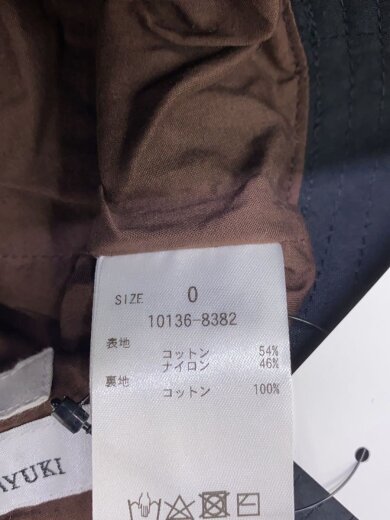 SIZE 0
10136-8382
表地
コットン 54%
ナイロン 46%
裏地
コットン 100%
AYUKI